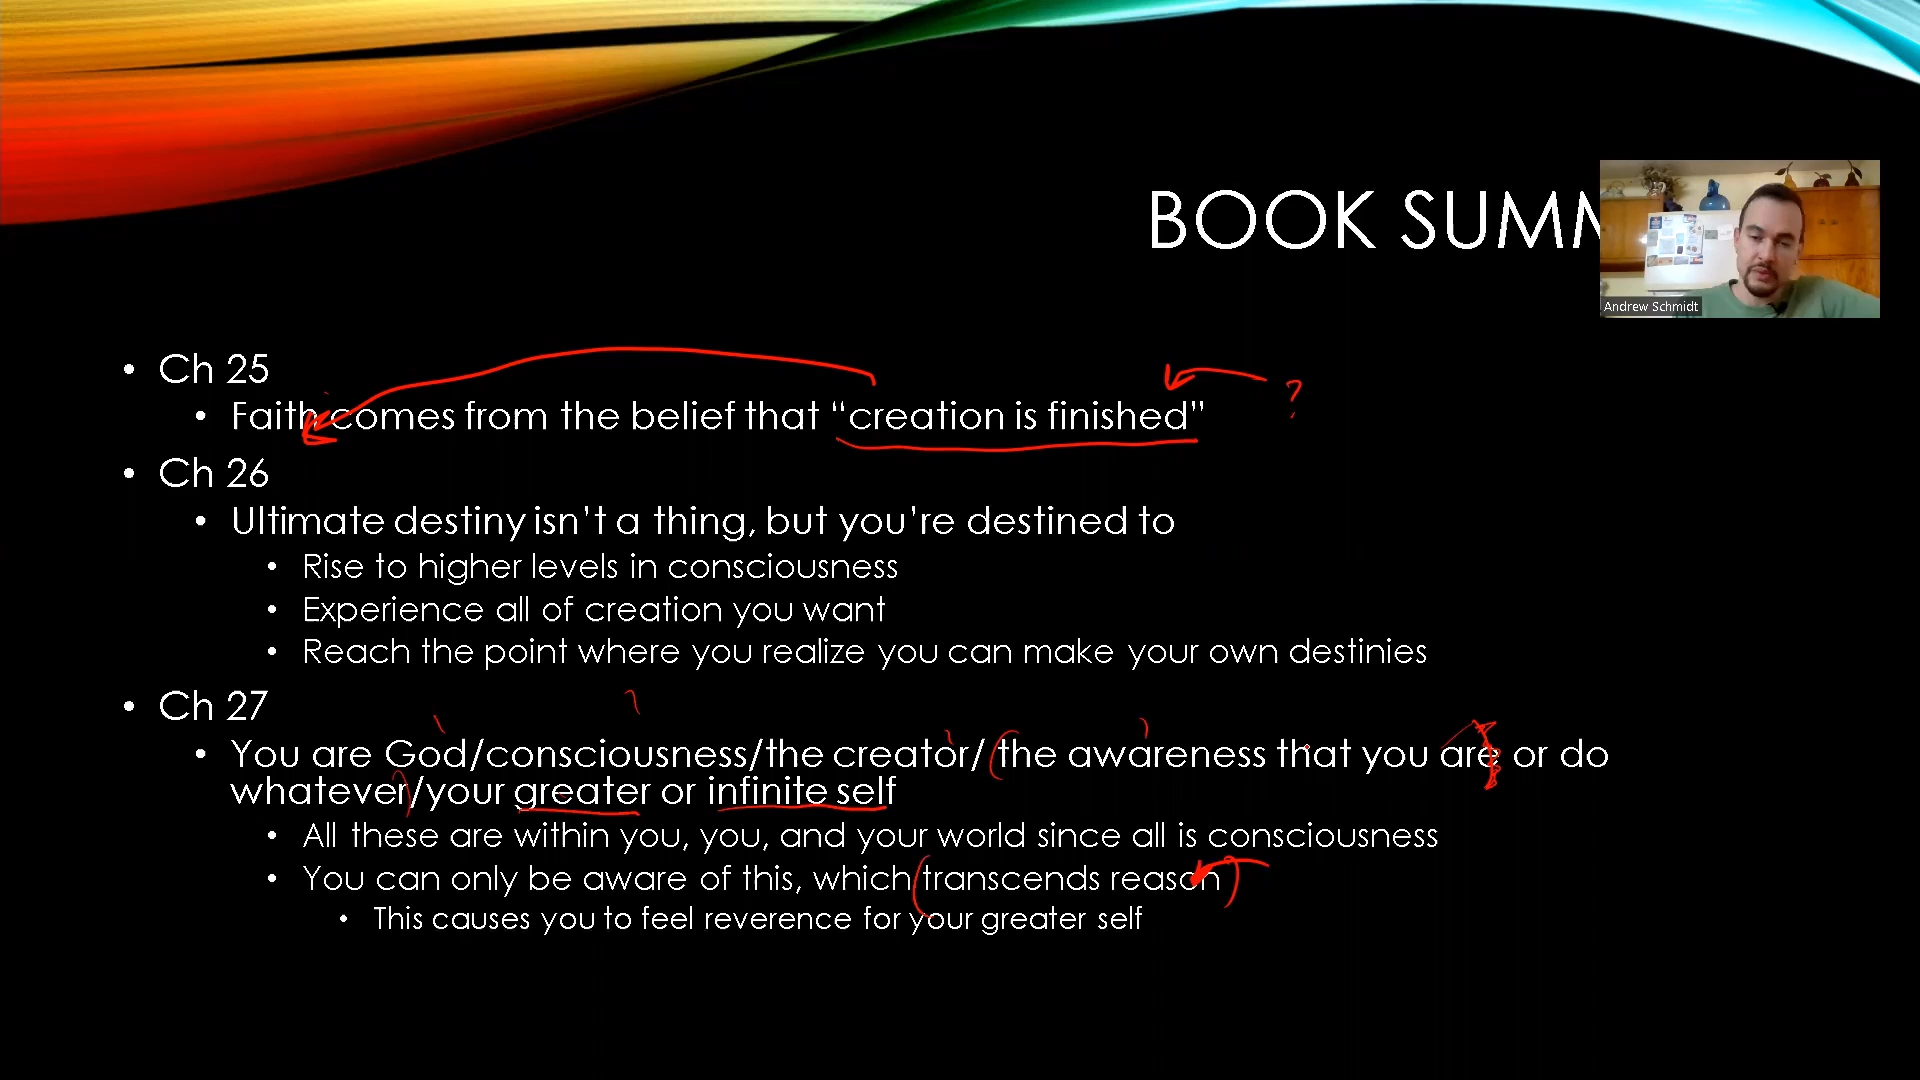 BOOK SUMM
Andrew Schmidt
• Ch 25
• Faith comes from the belief that “creation is finished”
?
• Ch 26
• Ultimate destiny isn’t a thing, but you’re destined to
• Rise to higher levels in consciousness
• Experience all of creation you want
• Reach the point where you realize you can make your own destinies
• Ch 27
• You are God/consciousness/the creator/ the awareness that you are or do
whatever/your greater or infinite self
• All these are within you, you, and your world since all is consciousness
• You can only be aware of this, which transcends reason
• This causes you to feel reverence for your greater self